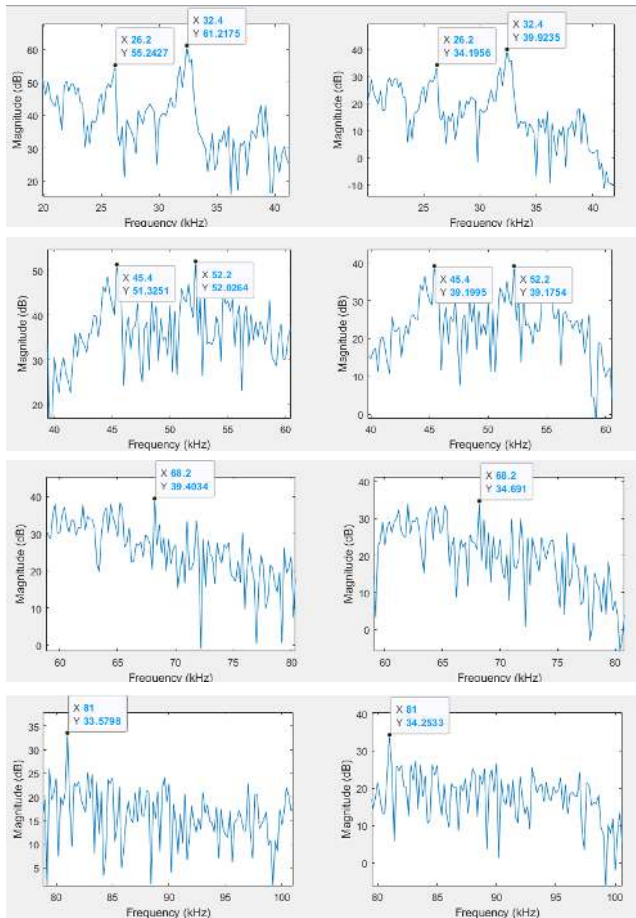 X 26.2
Y 55.2427
X 32.4
Y 61.2175
60
50
40
30
20
Magnitude (dB)
20
25
30
35
40
Frequency (kHz)
X 26.2
Y 34.1956
X 32.4
Y 39.9235
50
40
30
20
10
0
-10
Magnitude (dB)
25
30
35
40
Frequency (kHz)
X 45.4
Y 51.3251
X 52.2
Y 52.0264
50
40
30
20
Magnitude (dB)
40
45
50
55
60
Frequency (kHz)
X 45.4
Y 39.1995
X 52.2
Y 39.1754
40
30
20
10
0
Magnitude (dB)
40
45
50
55
60
Frequency (kHz)
X 68.2
Y 39.4034
40
30
20
10
0
Magnitude (dB)
60
65
70
75
80
Frequency (kHz)
X 68.2
Y 34.691
40
30
20
10
0
Magnitude (dB)
60
65
70
75
80
Frequency (kHz)
X 81
Y 33.5798
35
30
25
20
15
10
5
Magnitude (dB)
80
85
90
95
100
Frequency (kHz)
X 81
Y 34.2533
40
30
20
10
0
Magnitude (dB)
80
85
90
95
100
Frequency (kHz)